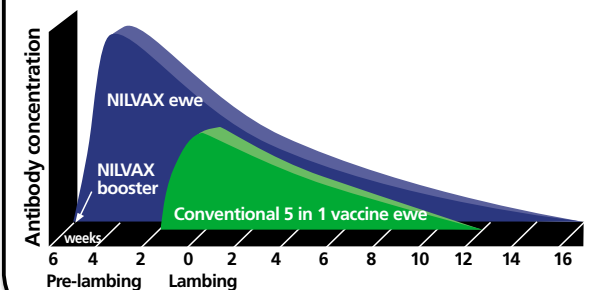 Antibody concentration
NILVAX ewe
NILVAX
booster
Conventional 5 in 1 vaccine ewe
weeks
6 4 2 0 2 4 6 8 10 12 14 16
Pre-lambing Lambing